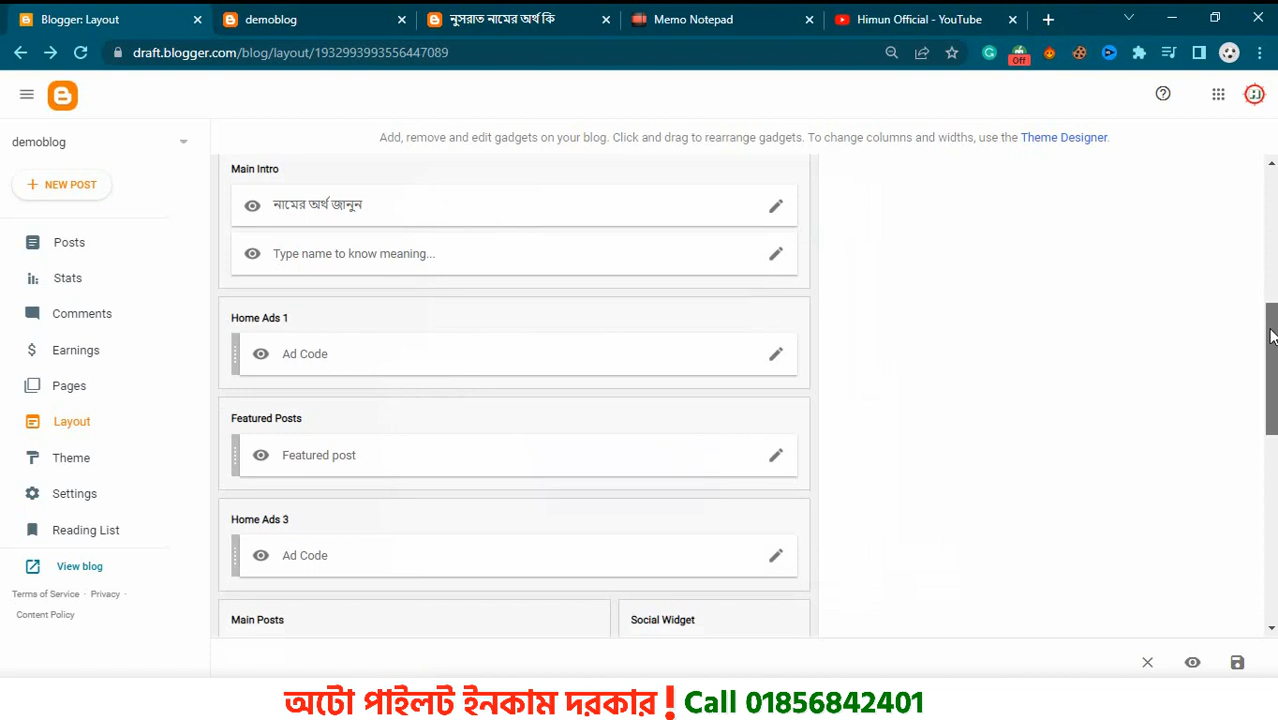 Blogger: Layout
demoblog
নুসরাত নামের অর্থ কি
Memo Notepad
Himun Official - YouTube
draft.blogger.com/blog/layout/1932993993556447089
Off
demoblog
Add, remove and edit gadgets on your blog. Click and drag to rearrange gadgets. To change columns and widths, use the Theme Designer.
NEW POST
Posts
Stats
Comments
Earnings
Pages
Layout
Theme
Settings
Reading List
View blog
Terms of Service · Privacy ·
Content Policy
Main Intro
নামের অর্থ জানুন
Type name to know meaning...
Home Ads 1
Ad Code
Featured Posts
Featured post
Home Ads 3
Ad Code
Main Posts
Social Widget
অটো পাইলট ইনকাম দরকার ! Call 01856842401